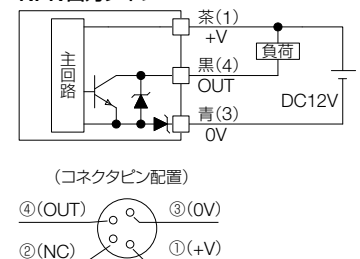 茶(1)
+V
負荷
主回路
黒(4)
OUT
DC12V
青(3)
0V
(コネクタピン配置)
④(OUT) ③(0V)
②(NC) ①(+V)